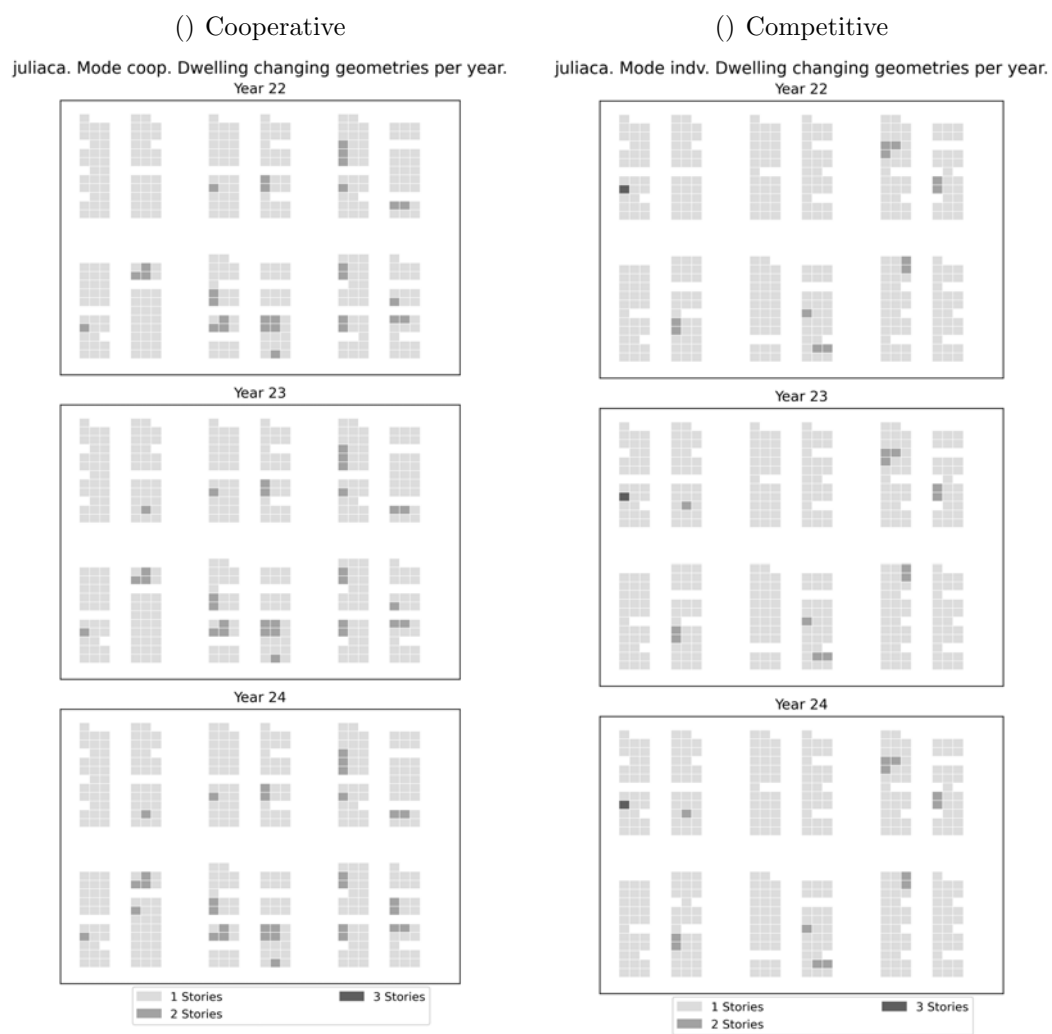 () Cooperative
juliaca. Mode coop. Dwelling changing geometries per year.
Year 22
Year 23
Year 24
1 Stories
2 Stories
3 Stories
() Competitive
juliaca. Mode indv. Dwelling changing geometries per year.
Year 22
Year 23
Year 24
1 Stories
2 Stories
3 Stories